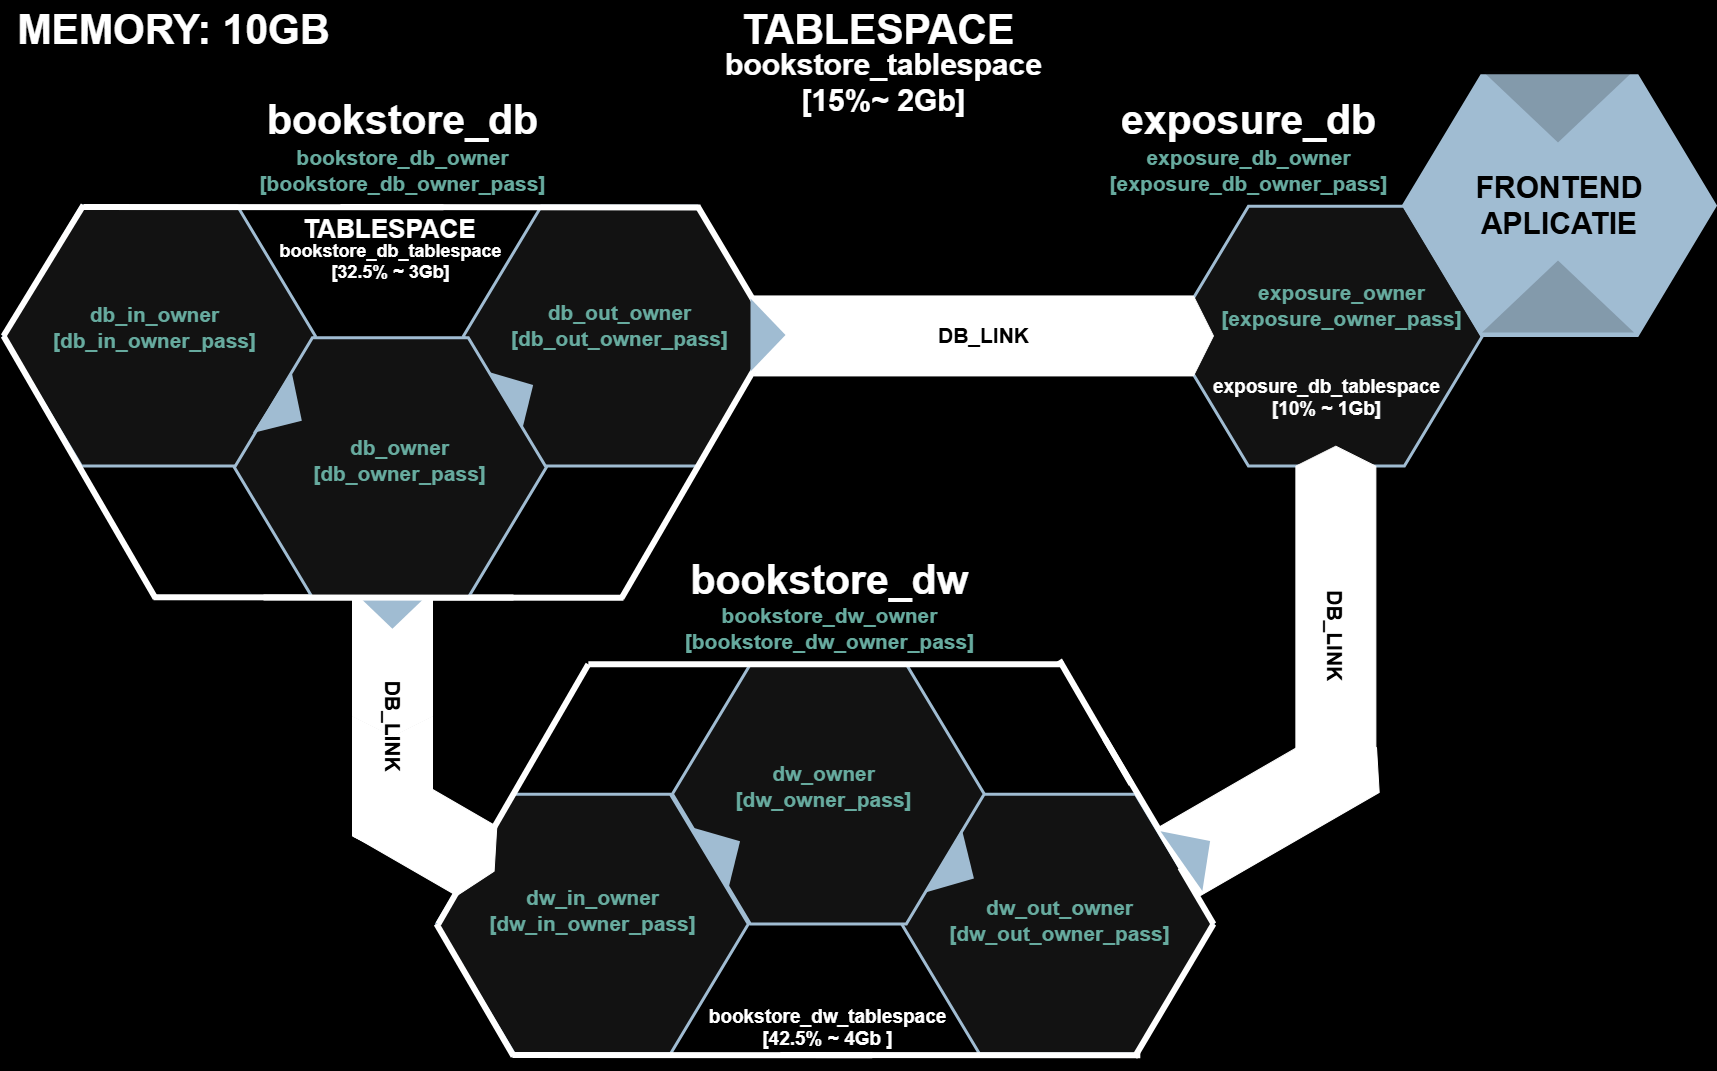 MEMORY: 10GB
TABLESPACE
bookstore_tablespace
[15%~ 2Gb]
bookstore_db
bookstore_db_owner
[bookstore_db_owner_pass]
TABLESPACE
bookstore_db_tablespace
[32.5% ~ 3Gb]
db_in_owner
[db_in_owner_pass]
db_out_owner
[db_out_owner_pass]
db_owner
[db_owner_pass]
DB_LINK
exposure_db
exposure_db_owner
[exposure_db_owner_pass]
FRONTEND
APLICATIE
exposure_owner
[exposure_owner_pass]
exposure_db_tablespace
[10% ~ 1Gb]
DB_LINK
DB_LINK
bookstore_dw
bookstore_dw_owner
[bookstore_dw_owner_pass]
dw_owner
[dw_owner_pass]
dw_in_owner
[dw_in_owner_pass]
dw_out_owner
[dw_out_owner_pass]
bookstore_dw_tablespace
[42.5% ~ 4Gb ]